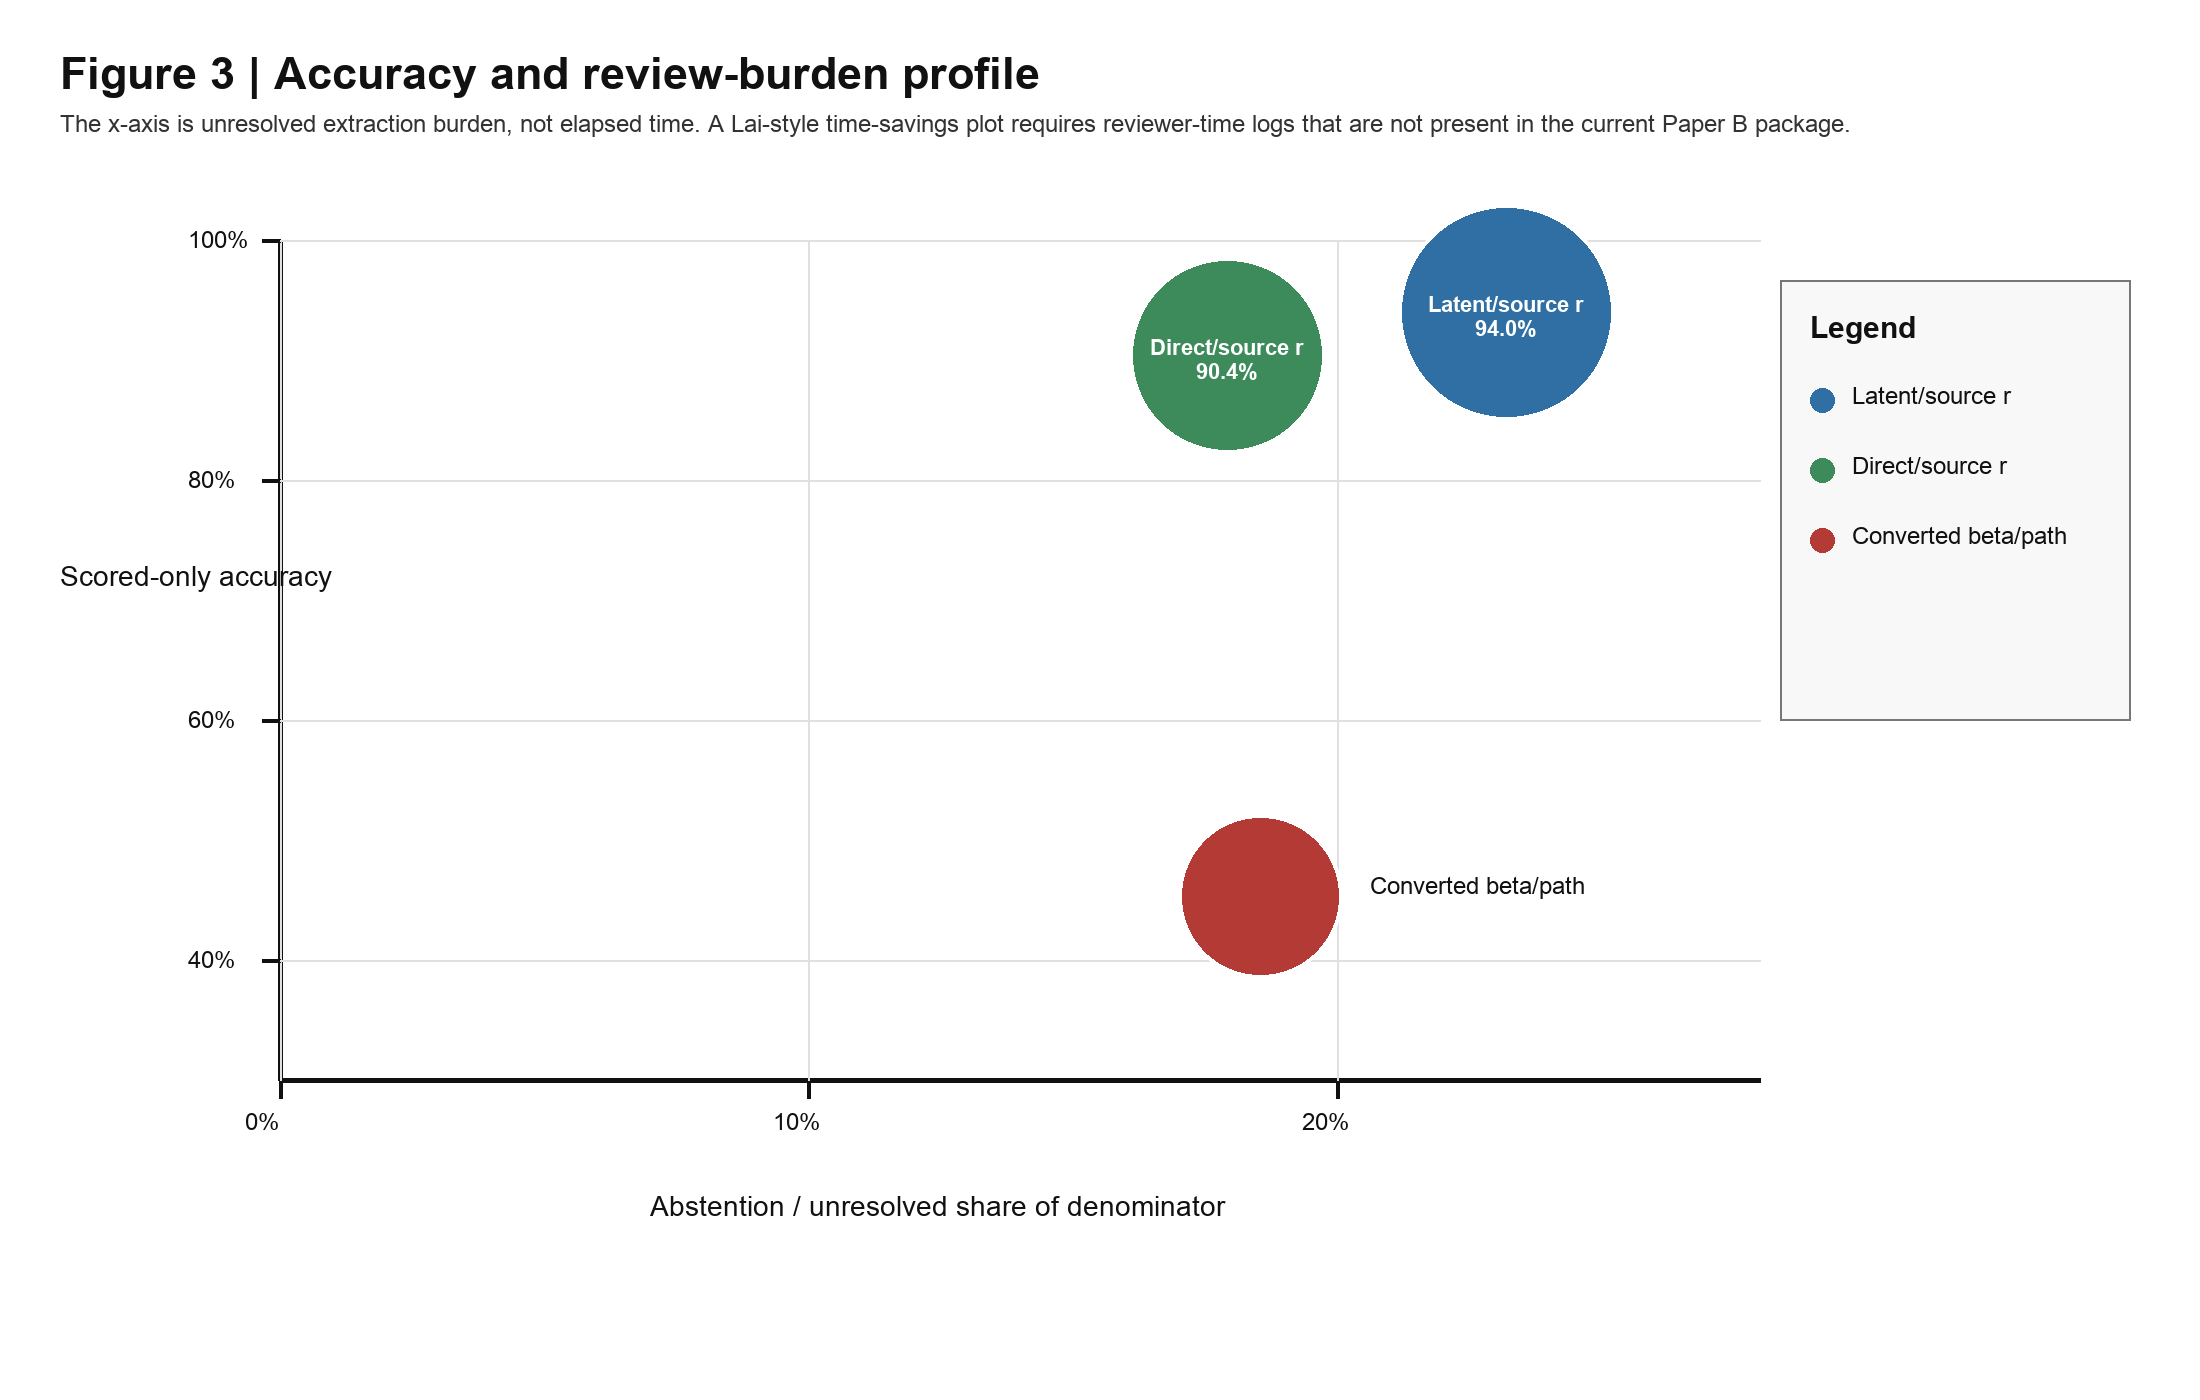 Figure 3 | Accuracy and review-burden profile
The x-axis is unresolved extraction burden, not elapsed time. A Lai-style time-savings plot requires reviewer-time logs that are not present in the current Paper B package.
100%
80%
60%
40%
Scored-only accuracy
Direct/source r
90.4%
Latent/source r
94.0%
Converted beta/path
0%
10%
20%
Abstention / unresolved share of denominator
Legend
Latent/source r
Direct/source r
Converted beta/path